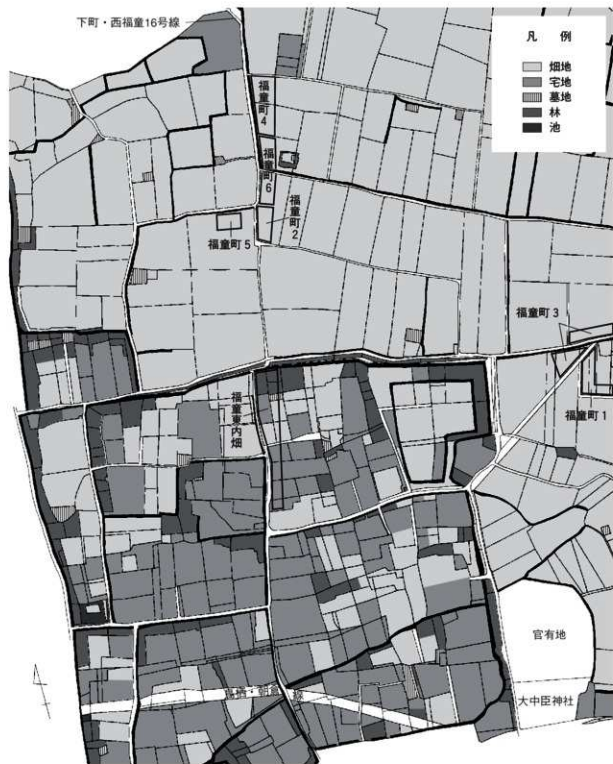 下町・西福童16号線
凡 例
畑地
宅地
墓地
林
池
福童町4
福童町6
福童町2
福童町5
福童町3
福童町1
福童東内畑
官有地
大中臣神社